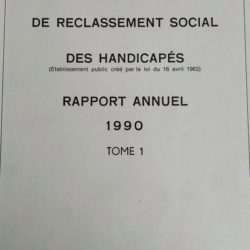 DE RECLASSEMENT SOCIAL
DES HANDICAPÉS
(Etablissement public créé par la loi du 16 avril 1963)
RAPPORT ANNUEL
1990
TOME 1